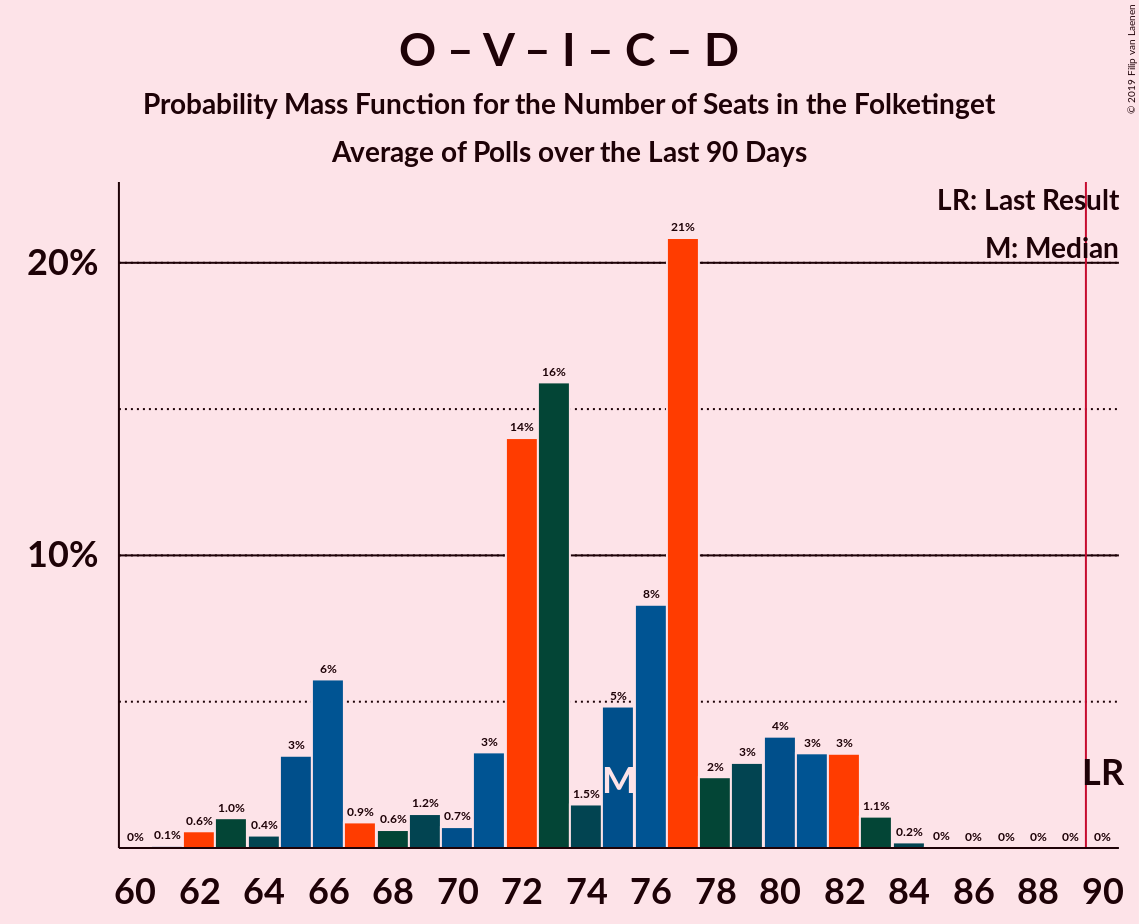 O – V – I – C – D
Probability Mass Function for the Number of Seats in the Folketinget
Average of Polls over the Last 90 Days
© 2019 Filip van Laenen
LR: Last Result
M: Median
20%
10%
0% 0.1% 0.6% 1.0% 0.4% 3% 6% 0.9% 0.6% 1.2% 0.7% 3% 14% 16% 1.5% 5% 8% 21% 2% 3% 4% 3% 3% 1.1% 0.2% 0% 0% 0% 0% 0% 0%
M
LR
60 62 64 66 68 70 72 74 76 78 80 82 84 86 88 90